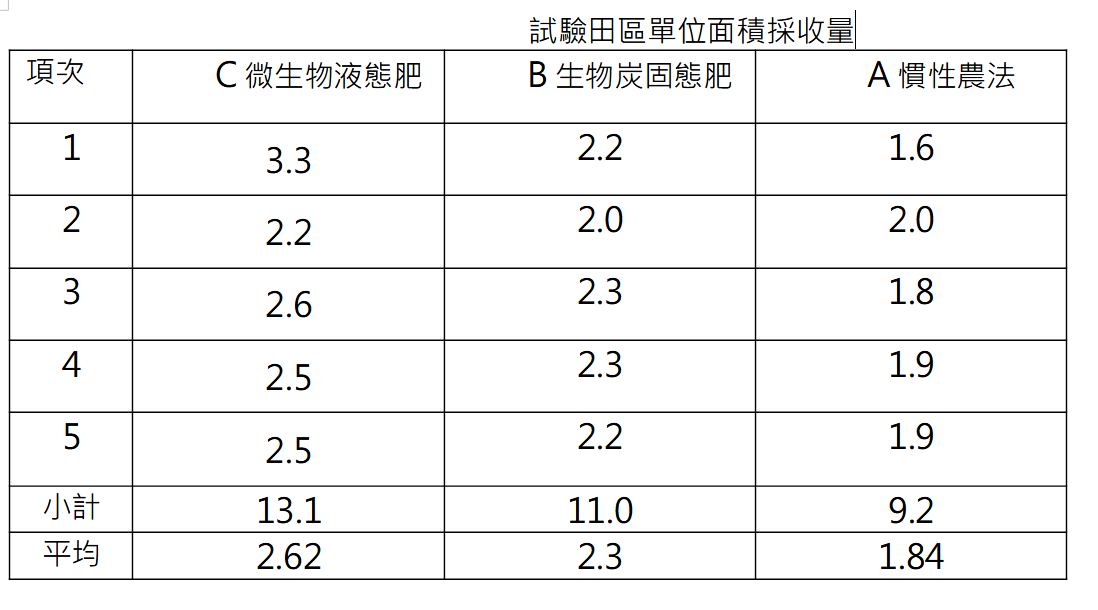 試驗田區單位面積採收量
項次 C 微生物液態肥 B 生物炭固態肥 A 慣性農法
1 3.3 2.2 1.6
2 2.2 2.0 2.0
3 2.6 2.3 1.8
4 2.5 2.3 1.9
5 2.5 2.2 1.9
小計 13.1 11.0 9.2
平均 2.62 2.3 1.84